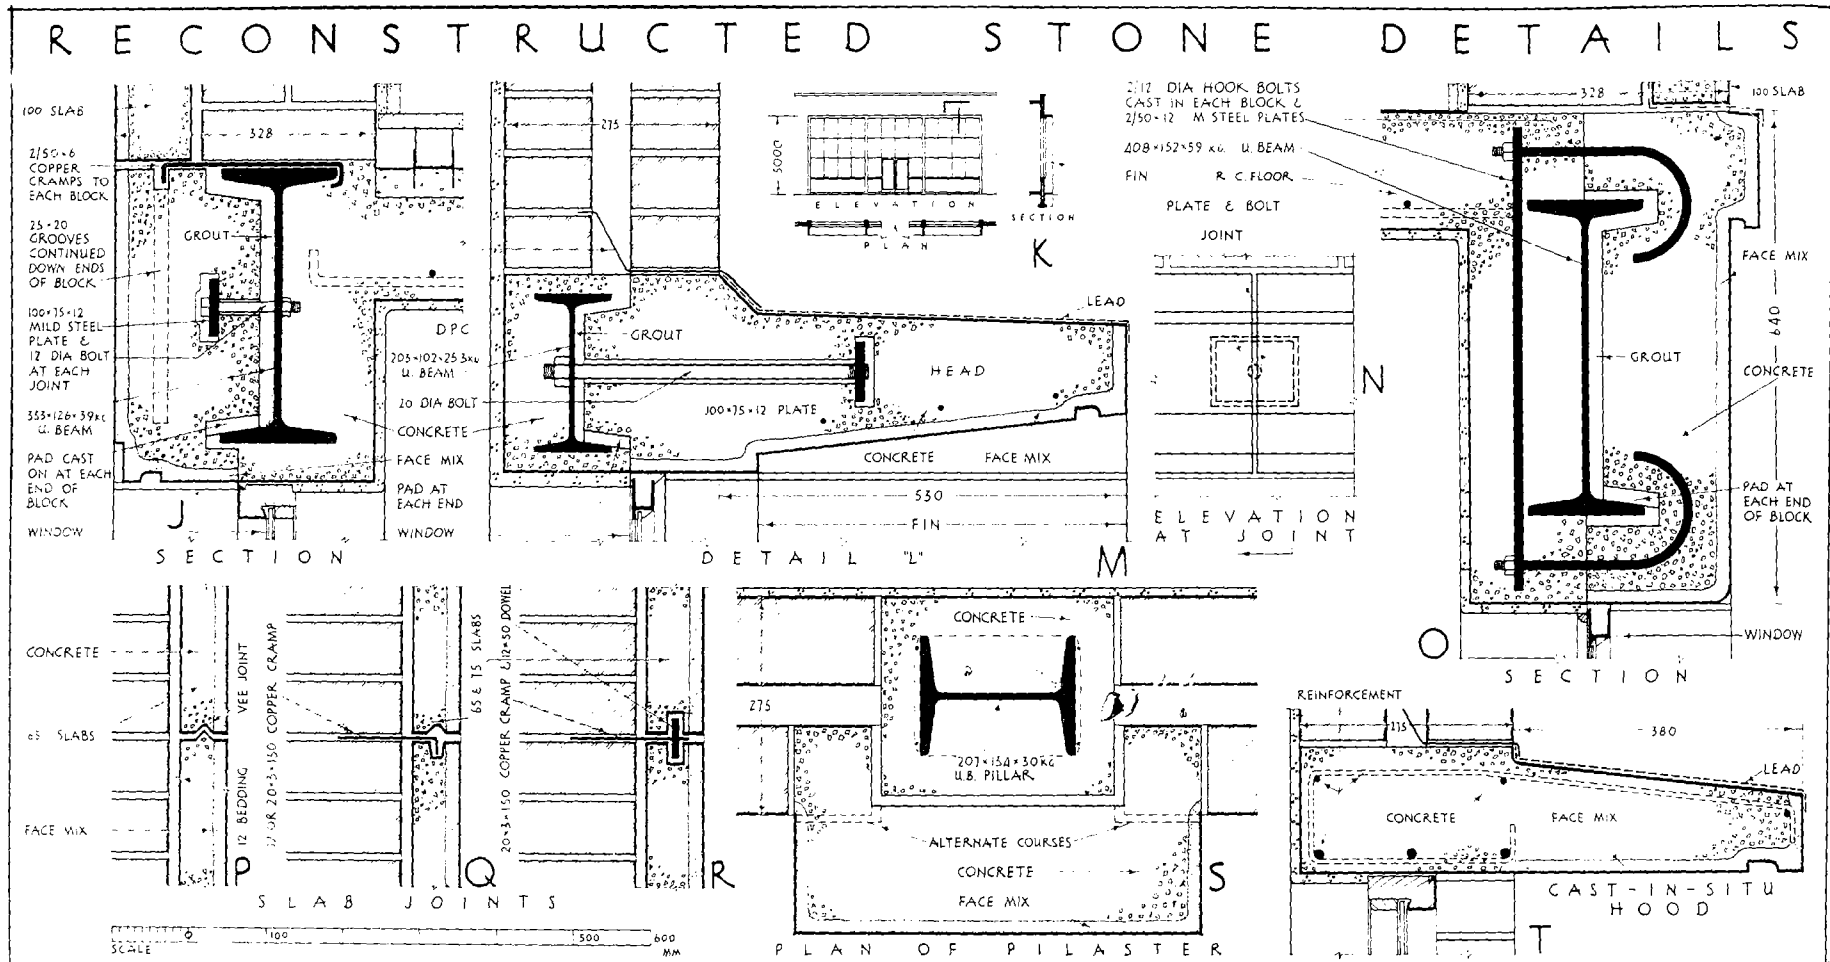 RECONSTRUCTED STONE DETAILS
100 SLAB
328
2/50×6
COPPER
CRAMPS TO
EACH BLOCK
25×20
GROOVES
CONTINUED
DOWN ENDS
OF BLOCK
100×75×12
MILD STEEL
PLATE &
12 DIA BOLT
AT EACH
JOINT
353×126×39KG
U. BEAM
PAD CAST
ON AT EACH
END OF
BLOCK
WINDOW
GROUT
J
SECTION
275
D.P.C
203×102×25.3KG
U. BEAM
20 DIA BOLT
CONCRETE
FACE MIX
PAD AT
EACH END
WINDOW
GROUT
100×75×12 PLATE
HEAD
LEAD
CONCRETE FACE MIX
530
FIN
DETAIL "L"
M
5000
ELEVATION
PLAN
SECTION
K
2/12 DIA HOOK BOLTS
CAST IN EACH BLOCK &
2/50×12 M STEEL PLATES
408×152×59 KG. U. BEAM
FIN
R.C. FLOOR
PLATE & BOLT
JOINT
N
ELEVATION
AT JOINT
328
100 SLAB
FACE MIX
640
GROUT
CONCRETE
PAD AT
EACH END
OF BLOCK
WINDOW
O
SECTION
CONCRETE
65 SLABS
FACE MIX
12 BEDDING VEE JOINT
OR 20×3×150 COPPER CRAMP
65 & 75 SLABS
20×3×150 COPPER CRAMP & 12×50 DOWEL
P
Q
R
SLAB JOINTS
SCALE
0
100
500
600
MM
CONCRETE
275
207×134×30KG
U.B. PILLAR
ALTERNATE COURSES
CONCRETE
FACE MIX
S
PLAN OF PILASTER
REINFORCEMENT
275
380
LEAD
CONCRETE
FACE MIX
CAST-IN-SITU
HOOD
T